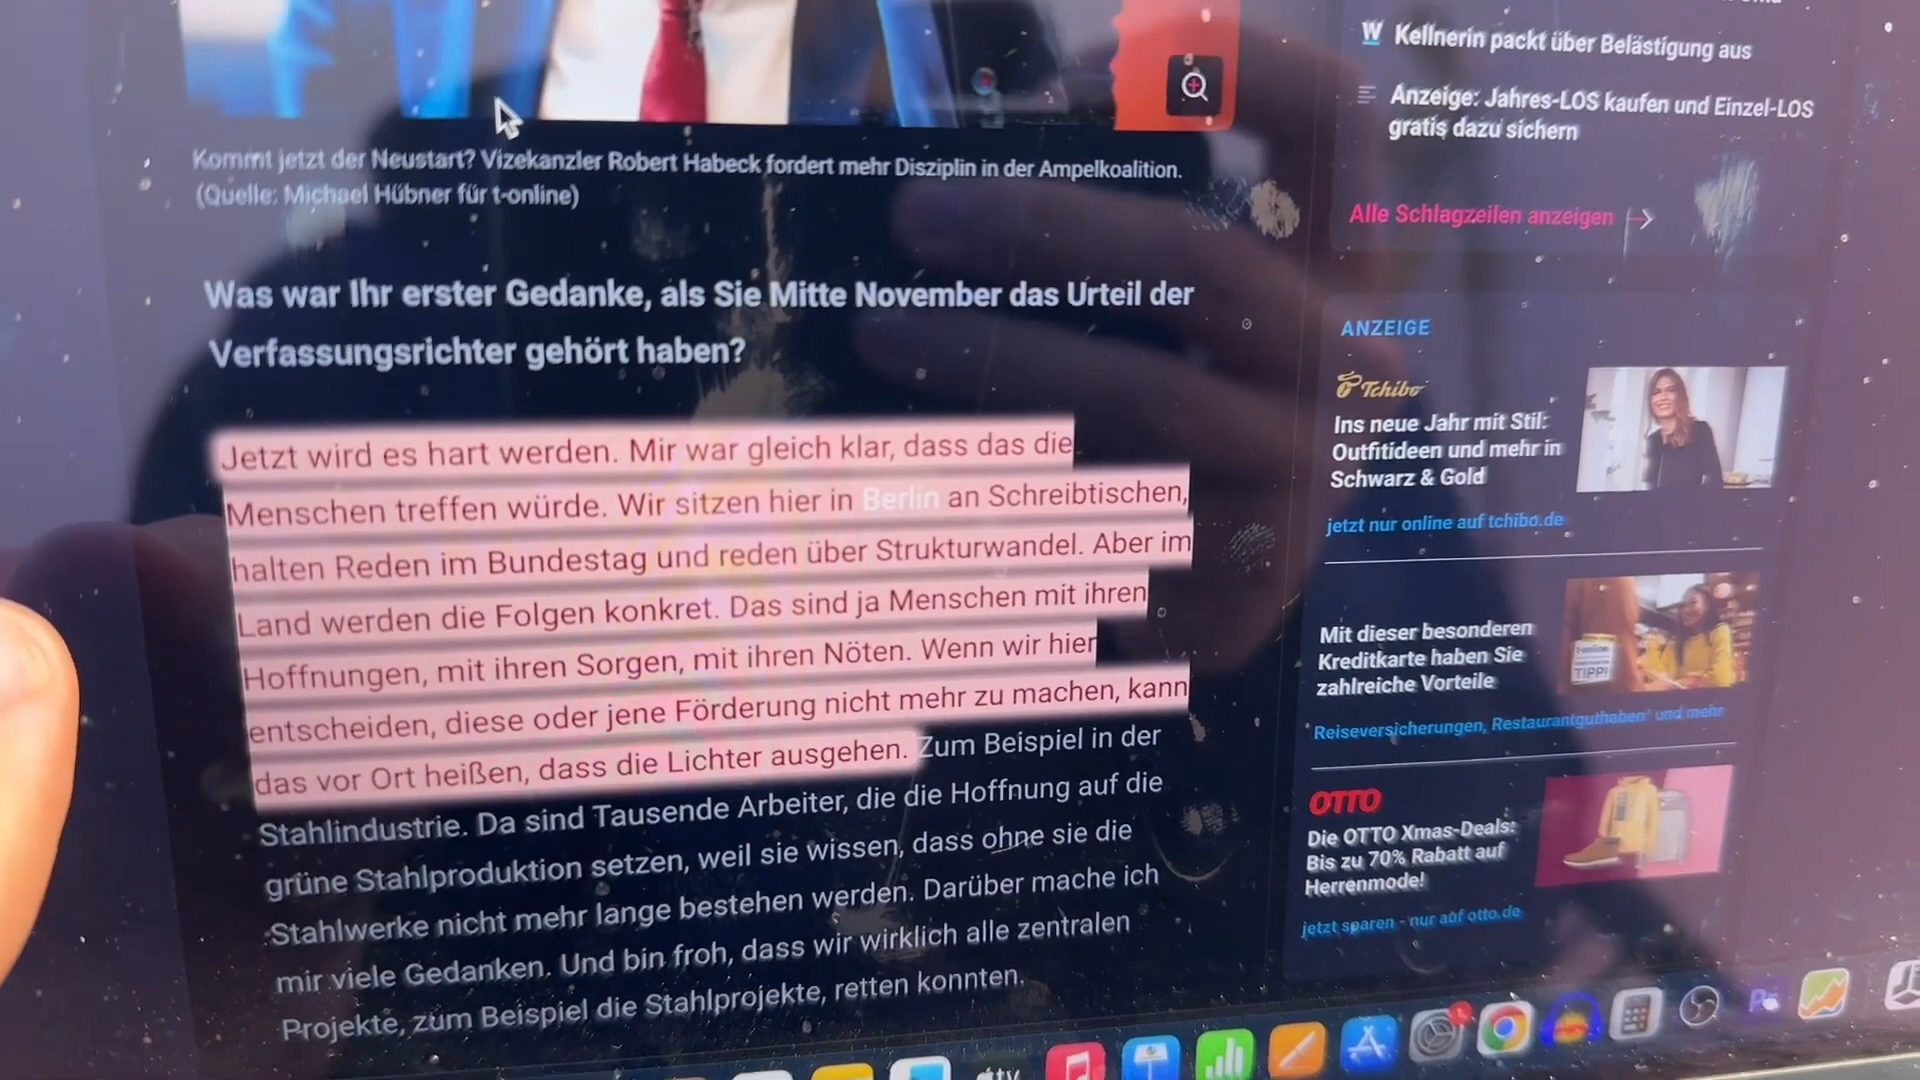 Kellnerin packt über Belästigung aus
Anzeige: Jahres-LOS kaufen und Einzel-LOS
gratis dazu sichern
Alle Schlagzeilen anzeigen
Kommt jetzt der Neustart? Vizekanzler Robert Habeck fordert mehr Disziplin in der Ampelkoalition.
(Quelle: Michael Hübner für t-online)
Was war Ihr erster Gedanke, als Sie Mitte November das Urteil der
Verfassungsrichter gehört haben?
Jetzt wird es hart werden. Mir war gleich klar, dass das die
Menschen treffen würde. Wir sitzen hier in Berlin an Schreibtischen,
halten Reden im Bundestag und reden über Strukturwandel. Aber im
Land werden die Folgen konkret. Das sind ja Menschen mit ihren
Hoffnungen, mit ihren Sorgen, mit ihren Nöten. Wenn wir hier
entscheiden, diese oder jene Förderung nicht mehr zu machen, kann
das vor Ort heißen, dass die Lichter ausgehen. Zum Beispiel in der
Stahlindustrie. Da sind Tausende Arbeiter, die die Hoffnung auf die
grüne Stahlproduktion setzen, weil sie wissen, dass ohne sie die
Stahlwerke nicht mehr lange bestehen werden. Darüber mache ich
mir viele Gedanken. Und bin froh, dass wir wirklich alle zentralen
Projekte, zum Beispiel die Stahlprojekte, retten konnten.
ANZEIGE
Tchibo
Ins neue Jahr mit Stil:
Outfitideen und mehr in
Schwarz & Gold
jetzt nur online auf tchibo.de
Mit dieser besonderen
Kreditkarte haben Sie
zahlreiche Vorteile
t-online
TIPP!
Reiseversicherungen, Restaurantguthaben¹ und mehr
OTTO
Die OTTO Xmas-Deals:
Bis zu 70% Rabatt auf
Herrenmode!
jetzt sparen - nur auf otto.de
tv